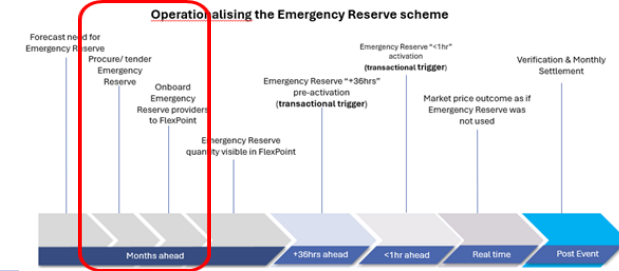 Operationalising the Emergency Reserve scheme
Forecast need for
Emergency Reserve
Procure/ tender
Emergency
Reserve
Onboard
Emergency
Reserve providers
to FlexPoint
Emergency Reserve
quantity visible in FlexPoint
Emergency Reserve "+36hrs"
pre-activation
(transactional trigger)
Emergency Reserve "<1hr"
activation
(transactional trigger)
Market price outcome as if
Emergency Reserve was
not used
Verification & Monthly
Settlement
Months ahead
+36hrs ahead
<1hr ahead
Real time
Post Event